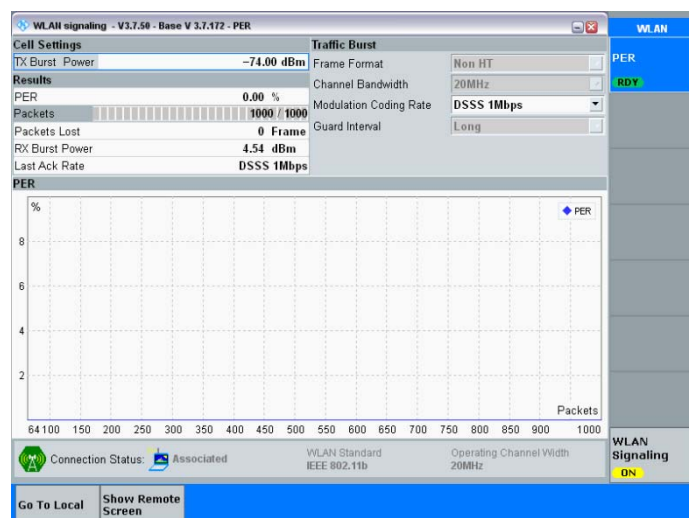 WLAN signaling - V3.7.50 - Base V 3.7.172 - PER
WLAN
Cell Settings
Traffic Burst
TX Burst Power -74.00 dBm
Frame Format Non HT
PER
RDY
Results
Channel Bandwidth 20MHz
PER 0.00 %
Modulation Coding Rate DSSS 1Mbps
Packets 1000 / 1000
Packets Lost 0 Frame
Guard Interval Long
RX Burst Power 4.54 dBm
Last Ack Rate DSSS 1Mbps
PER
%
PER
8
6
4
2
Packets
64 100 150 200 250 300 350 400 450 500 550 600 650 700 750 800 850 900 1000
Connection Status: Associated
WLAN Standard
IEEE 802.11b
Operating Channel Width
20MHz
WLAN
Signaling
ON
Go To Local
Show Remote
Screen